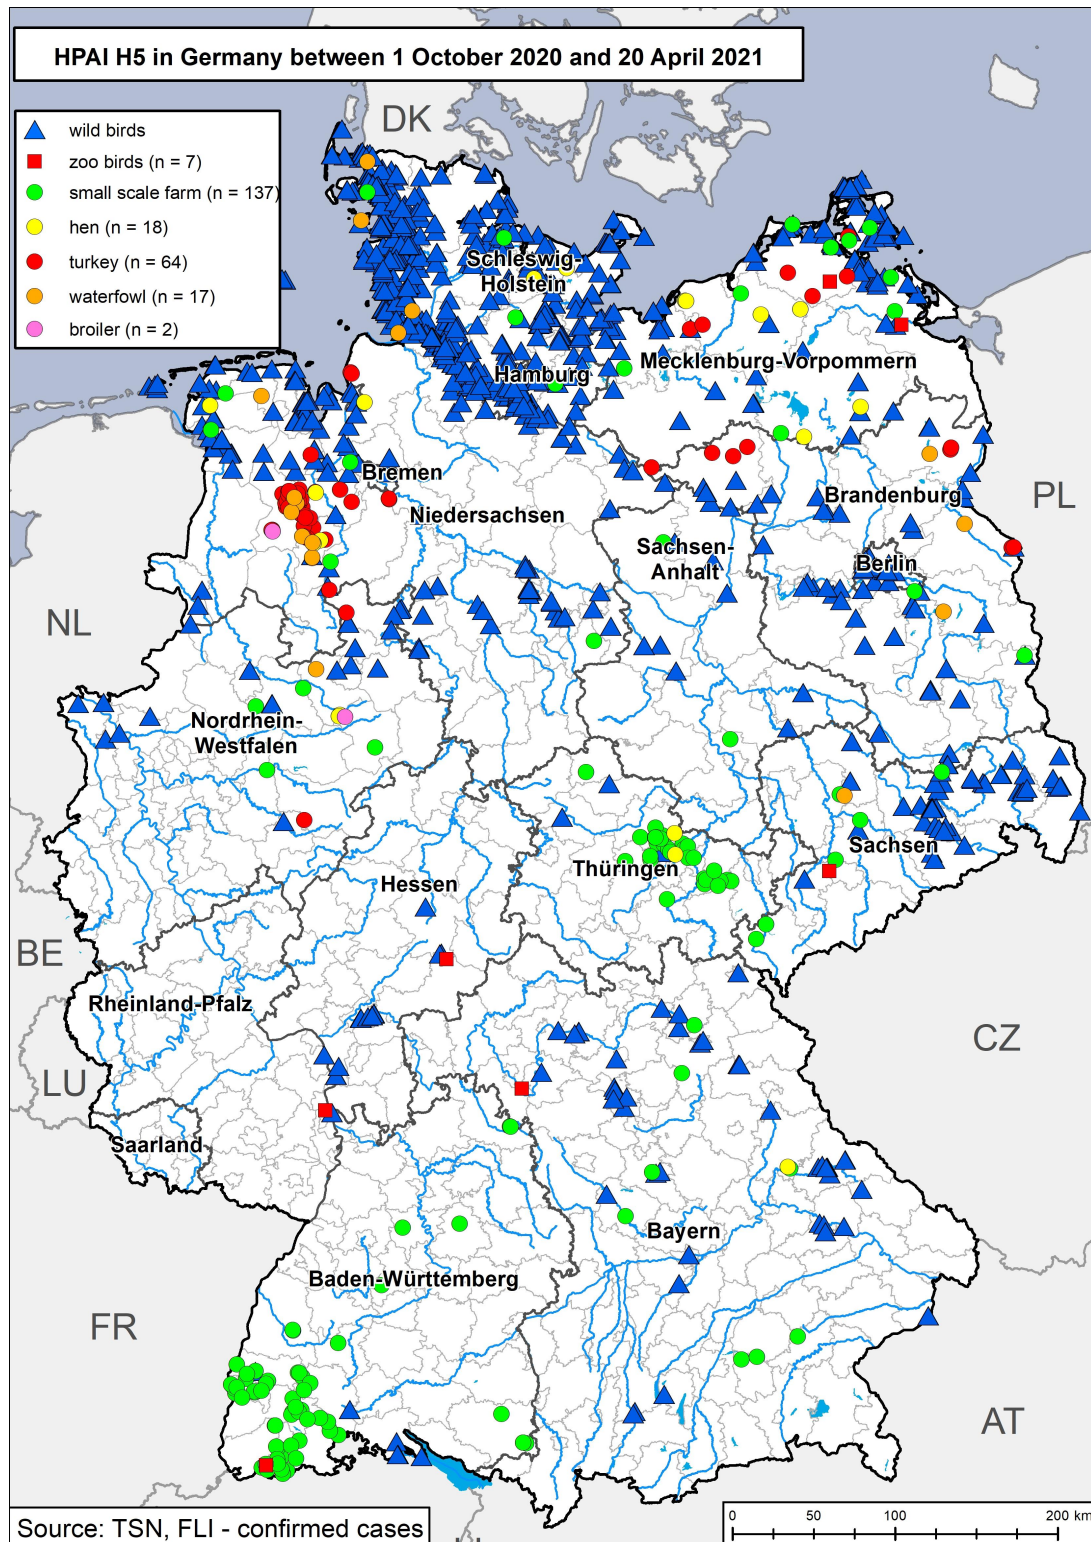 HPAI H5 in Germany between 1 October 2020 and 20 April 2021
wild birds
zoo birds (n = 7)
small scale farm (n = 137)
hen (n = 18)
turkey (n = 64)
waterfowl (n = 17)
broiler (n = 2)
DK
Schleswig-
Holstein
Mecklenburg-Vorpommern
Hamburg
Bremen
Niedersachsen
Brandenburg
PL
Sachsen-
Anhalt
Berlin
NL
Nordrhein-
Westfalen
Sachsen
Thüringen
Hessen
BE
Rheinland-Pfalz
CZ
LU
Saarland
Bayern
Baden-Württemberg
FR
AT
Source: TSN, FLI - confirmed cases
0 50 100 200 km